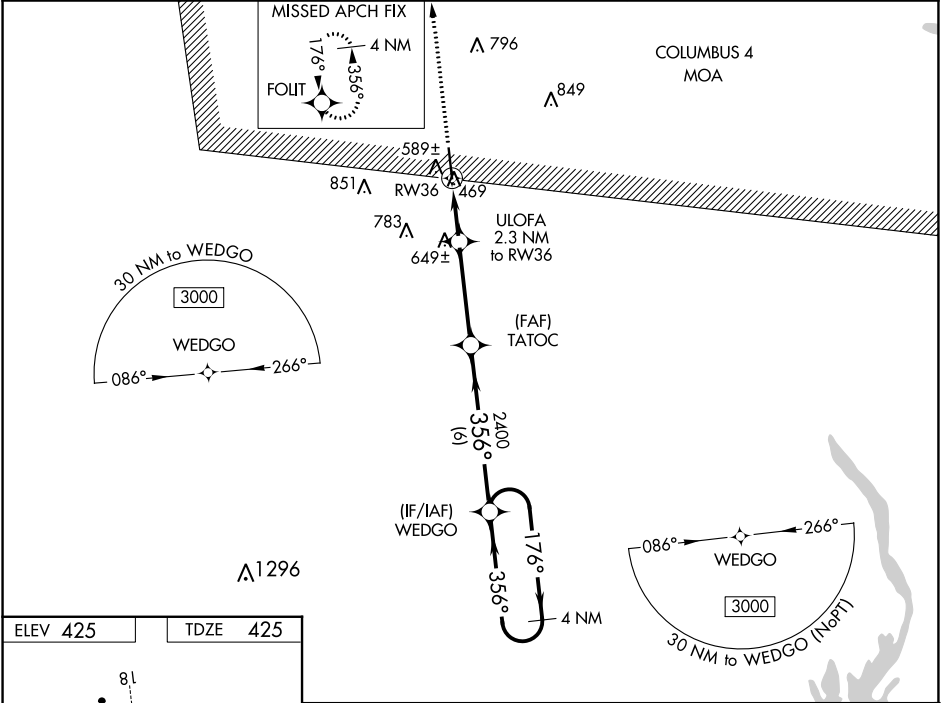 MISSED APCH FIX
4 NM
176°
356°
FOLIT
796
849
COLUMBUS 4
MOA
589±
851
RW36
469
783
649±
ULOFA
2.3 NM
to RW36
30 NM to WEDGO
3000
WEDGO
086°
266°
(FAF)
TATOC
2400
356°
(6)
(IF/IAF)
WEDGO
176°
356°
4 NM
1296
086°
266°
WEDGO
3000
30 NM to WEDGO (NoPT)
ELEV 425
TDZE 425
18